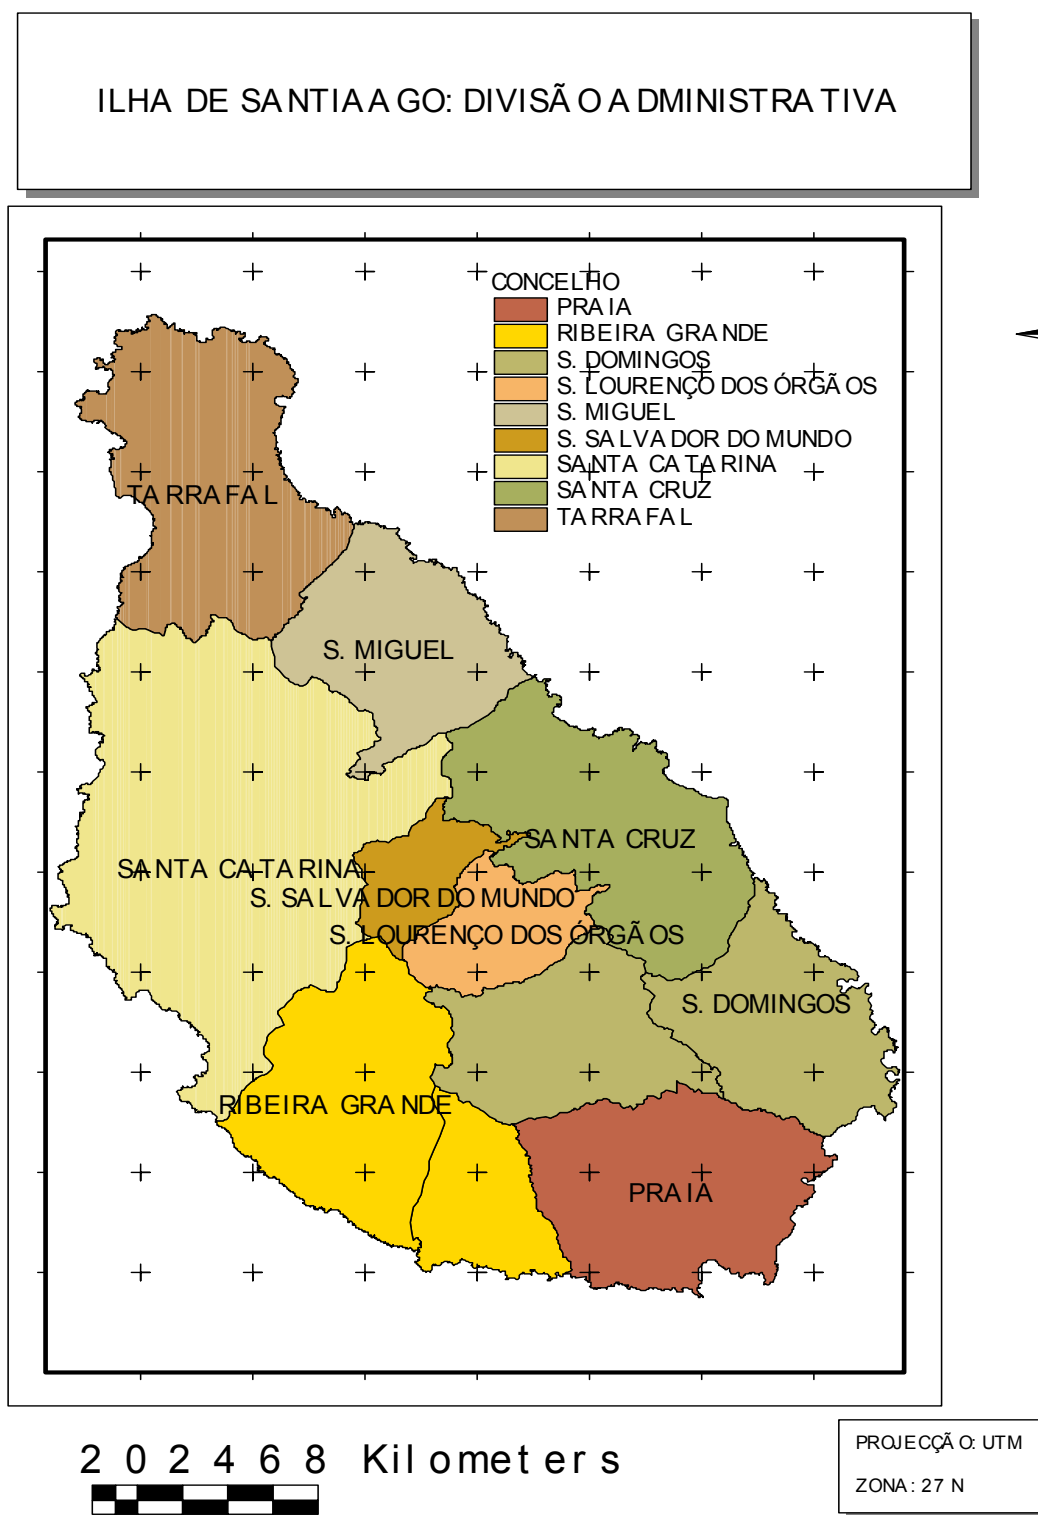 ILHA DE SANTIAAGO: DIVISÃO ADMINISTRATIVA
CONCELHO
PRAIA
RIBEIRA GRANDE
S. DOMINGOS
S. LOURENÇO DOS ÓRGÃOS
S. MIGUEL
S. SALVADOR DO MUNDO
SANTA CATARINA
SANTA CRUZ
TARRAFAL
TARRAFAL
S. MIGUEL
SANTA CRUZ
SANTA CATARINA
S. SALVADOR DO MUNDO
S. LOURENÇO DOS ÓRGÃOS
S. DOMINGOS
RIBEIRA GRANDE
PRAIA
2 0 2 4 6 8 Kilometers
PROJECÇÃO: UTM
ZONA: 27 N